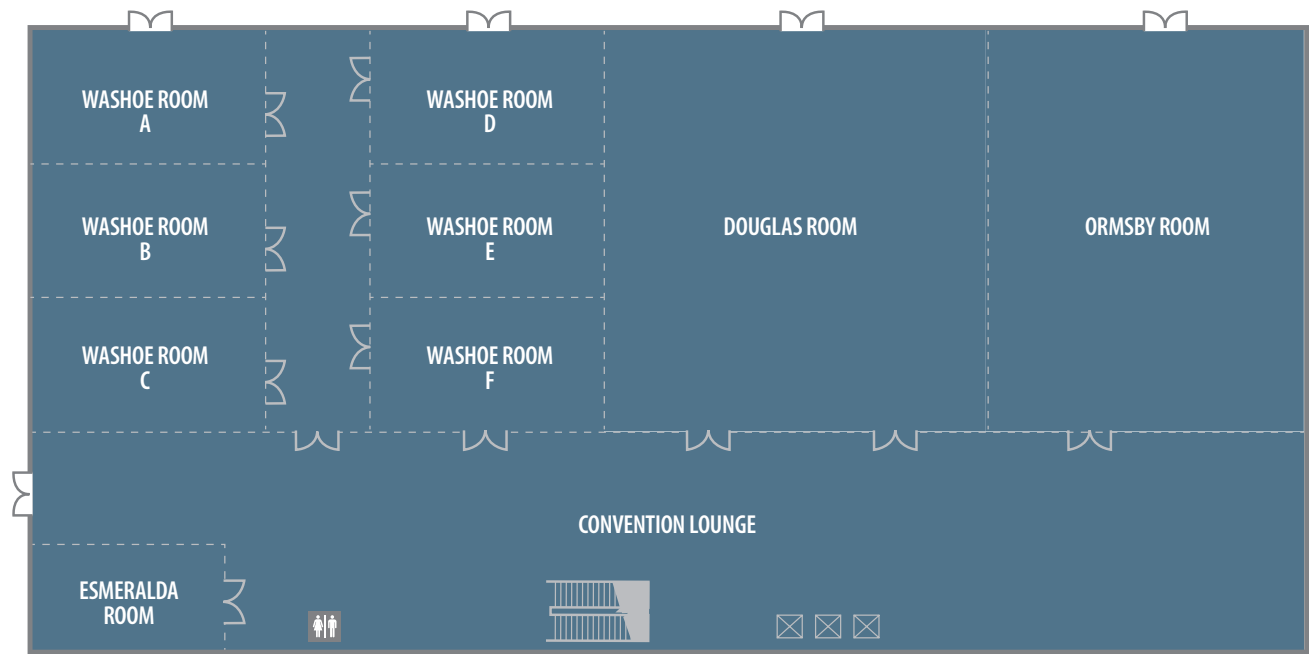 WASHOE ROOM
A
WASHOE ROOM
D
WASHOE ROOM
B
WASHOE ROOM
E
DOUGLAS ROOM
ORMSBY ROOM
WASHOE ROOM
C
WASHOE ROOM
F
CONVENTION LOUNGE
ESMERALDA
ROOM